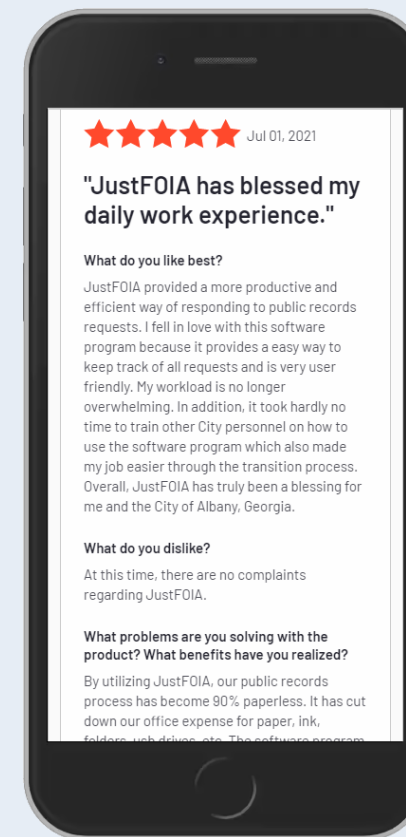 Jul 01, 2021
"JustFOIA has blessed my
daily work experience."
What do you like best?
JustFOIA provided a more productive and
efficient way of responding to public records
requests. I fell in love with this software
program because it provides a easy way to
keep track of all requests and is very user
friendly. My workload is no longer
overwhelming. In addition, it took hardly no
time to train other City personnel on how to
use the software program which also made
my job easier through the transition process.
Overall, JustFOIA has truly been a blessing for
me and the City of Albany, Georgia.
What do you dislike?
At this time, there are no complaints
regarding JustFOIA.
What problems are you solving with the
product? What benefits have you realized?
By utilizing JustFOIA, our public records
process has become 90% paperless. It has cut
down our office expense for paper, ink,
folders, usb drives, etc. The software program